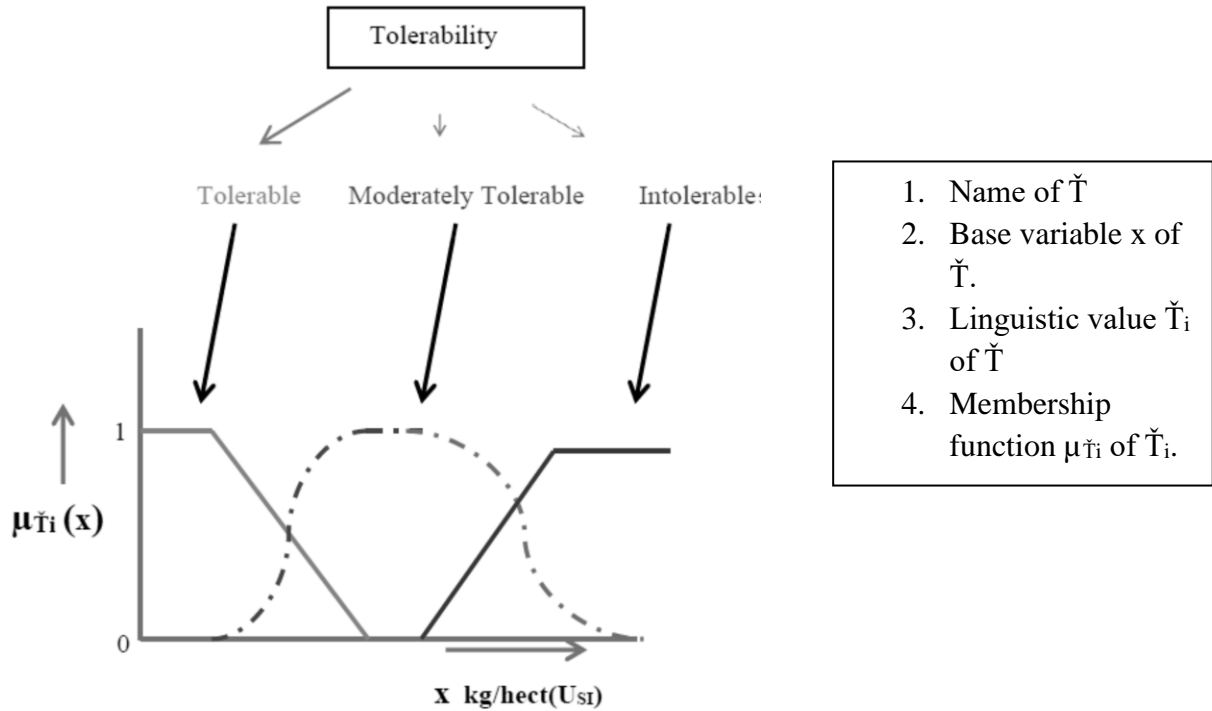 Tolerability
Tolerable Moderately Tolerable Intolerable
1
μŤi (x)
0
x kg/hect(USI)
1. Name of Ť
2. Base variable x of
Ť.
3. Linguistic value Ťi
of Ť
4. Membership
function μŤi of Ťi.